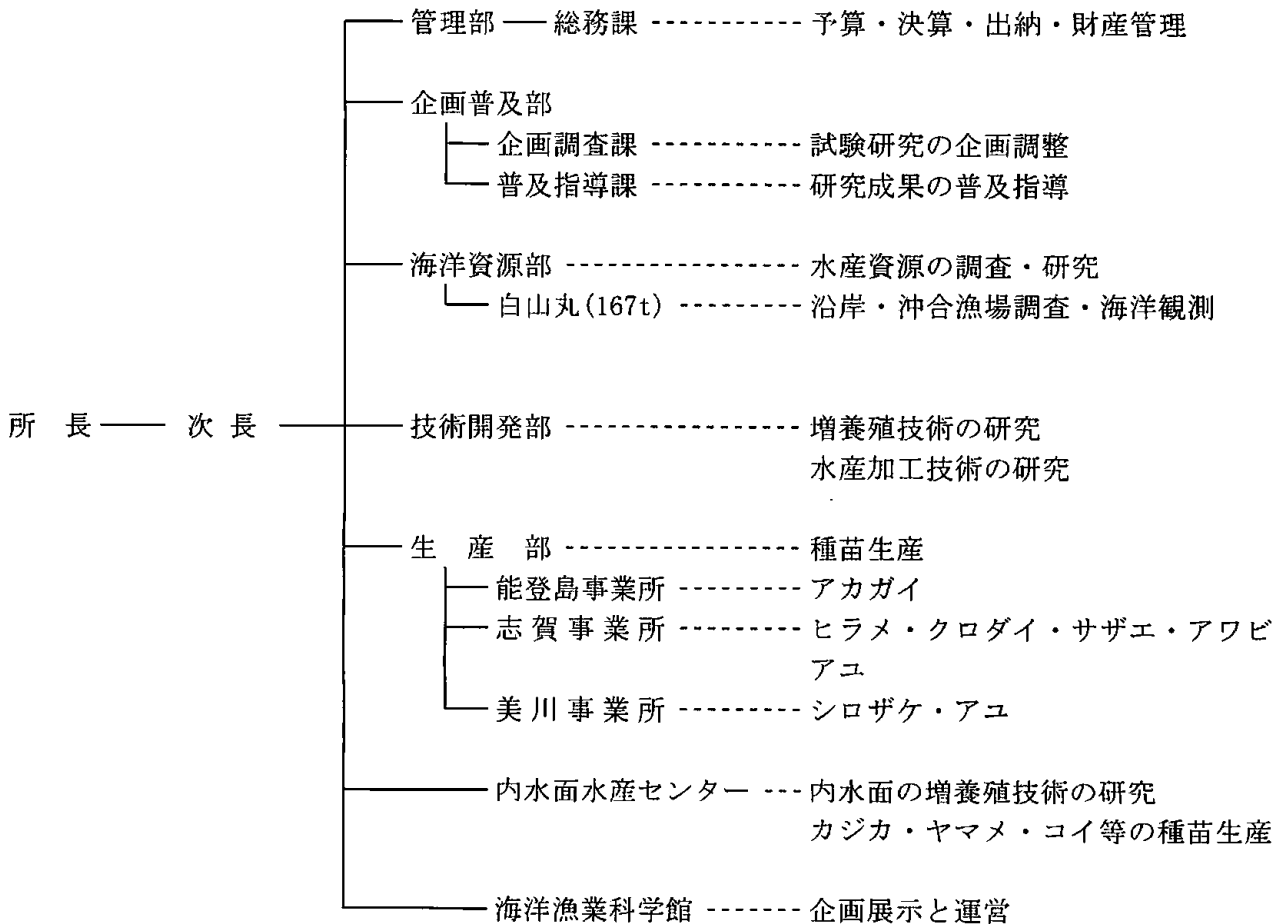 管理部 総務課 予算・決算・出納・財産管理
企画普及部
企画調査課 試験研究の企画調整
普及指導課 研究成果の普及指導
海洋資源部 水産資源の調査・研究
白山丸(167t) 沿岸・沖合漁場調査・海洋観測
所長 次長 技術開発部 増養殖技術の研究
水産加工技術の研究
生産部 種苗生産
能登島事業所 アカガイ
志賀事業所 ヒラメ・クロダイ・サザエ・アワビ
アユ
美川事業所 シロザケ・アユ
内水面水産センター 内水面の増養殖技術の研究
カジカ・ヤマメ・コイ等の種苗生産
海洋漁業科学館 企画展示と運営